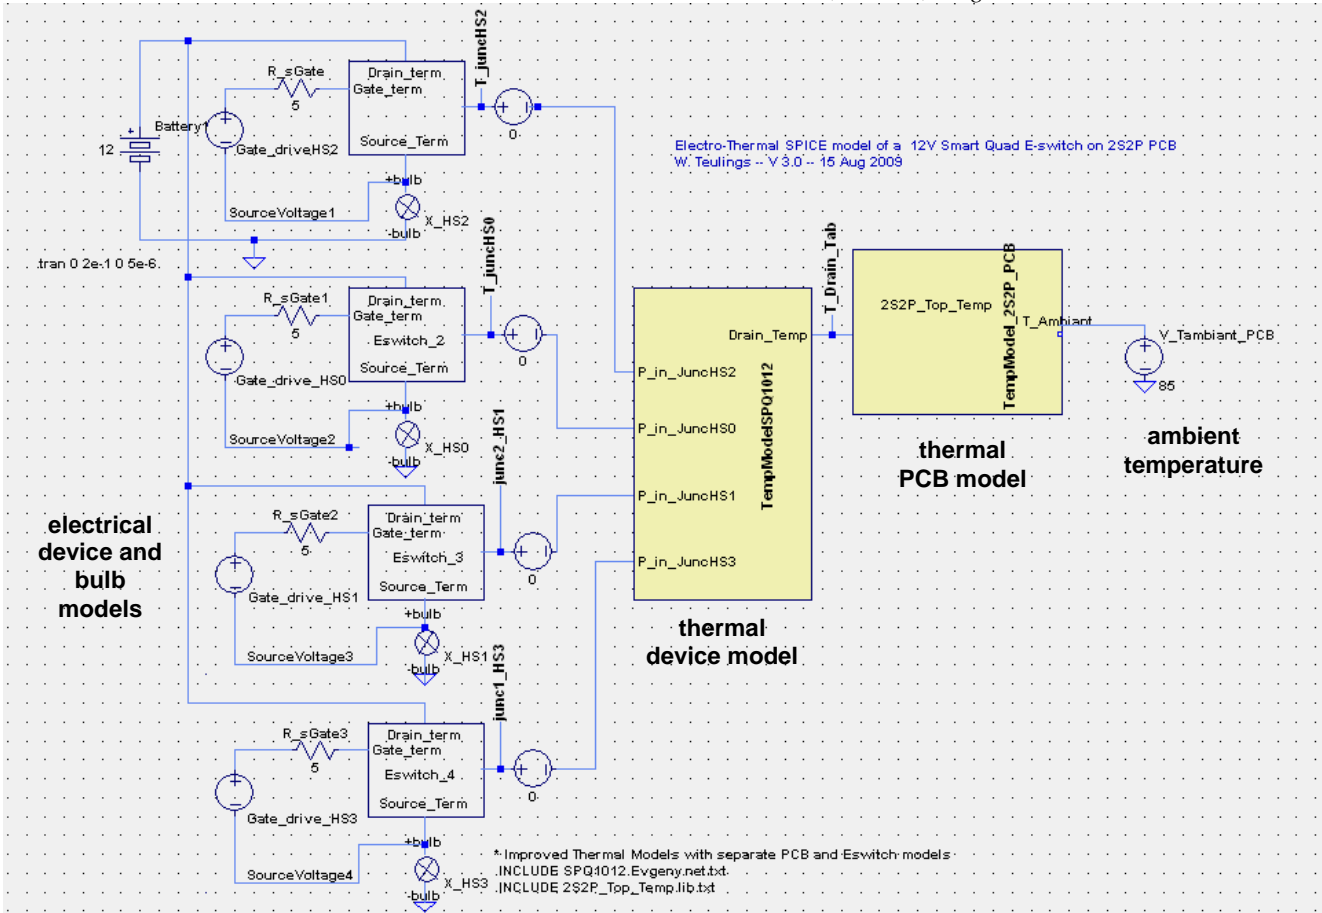 T_juncHS2
R_sGate
5
Drain_term
Gate_term
Source_Term
Battery1
12
Gate_driveHS2
0
+bulb
SourceVoltage1
X_HS2
-bulb
Electro-Thermal SPICE model of a 12V Smart Quad E-switch on 2S2P PCB
W. Teulings -- V 3.0 -- 15 Aug 2009
.tran 0 2e-1 0 5e-6
T_juncHS0
R_sGate1
5
Drain_term
Gate_term
Eswitch_2
Source_Term
Gate_drive_HS0
0
+bulb
SourceVoltage2
X_HS0
-bulb
T_Drain_Tab
2S2P_Top_Temp
TempModel_2S2P_PCB
T_Ambiant
V_Tambiant_PCB
85
Drain_Temp
P_in_JuncHS2
P_in_JuncHS0
P_in_JuncHS1
P_in_JuncHS3
TempModelSPQ1012
thermal
PCB model
ambient
temperature
thermal
device model
electrical
device and
bulb
models
junc2_HS1
R_sGate2
5
Drain_term
Gate_term
Eswitch_3
Source_Term
Gate_drive_HS1
0
+bulb
SourceVoltage3
X_HS1
-bulb
junc1_HS3
R_sGate3
5
Drain_term
Gate_term
Eswitch_4
Source_Term
Gate_drive_HS3
0
+bulb
SourceVoltage4
X_HS3
-bulb
* Improved Thermal Models with separate PCB and Eswitch models
.INCLUDE SPQ1012.Evgeny.net.txt
.INCLUDE 2S2P_Top_Temp.lib.txt